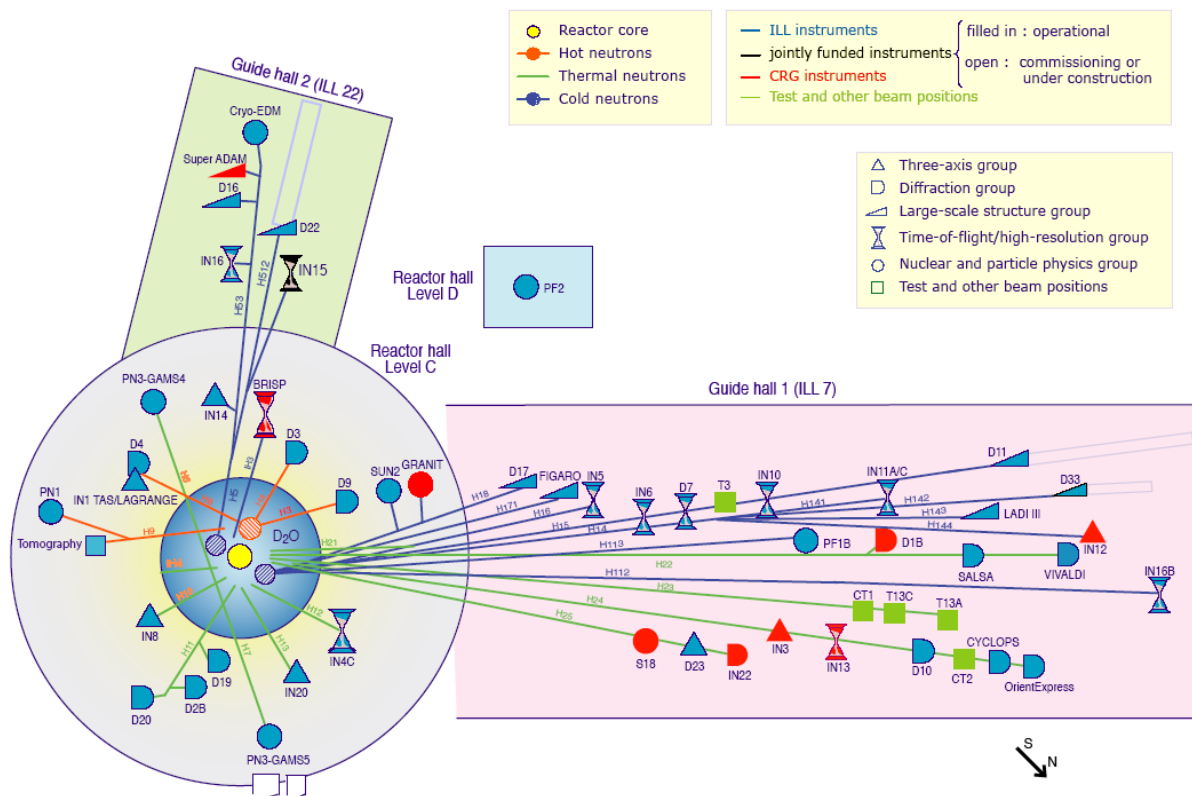 Reactor core
Hot neutrons
Thermal neutrons
Cold neutrons
ILL instruments
jointly funded instruments
CRG instruments
Test and other beam positions
filled in : operational
open : commissioning or
under construction
Three-axis group
Diffraction group
Large-scale structure group
Time-of-flight/high-resolution group
Nuclear and particle physics group
Test and other beam positions
Guide hall 2 (ILL 22)
Cryo-EDM
Super ADAM
D16
D22
IN16
IN15
H512
H53
Reactor hall
Level D
PF2
Reactor hall
Level C
PN3-GAMS4
IN14
BRISP
D4
D3
IN1 TAS/LAGRANGE
D9
SUN2
GRANIT
PN1
Tomography
H9
H8
H5
IH3
H3
D2O
H21
IN8
H11
H7
H13
H12
D19
D2B
D20
IN20
IN4C
PN3-GAMS5
Guide hall 1 (ILL 7)
D17
FIGARO
IN5
IN6
D7
T3
IN10
IN11A/C
D11
D33
LADI III
IN12
H18
H171
H16
H15
H14
H141
H142
H143
H144
H113
PF1B
D1B
H22
SALSA
VIVALDI
H112
IN16B
H23
CT1
T13C
T13A
H24
H25
S18
D23
IN22
IN3
IN13
D10
CT2
CYCLOPS
OrientExpress
S
N